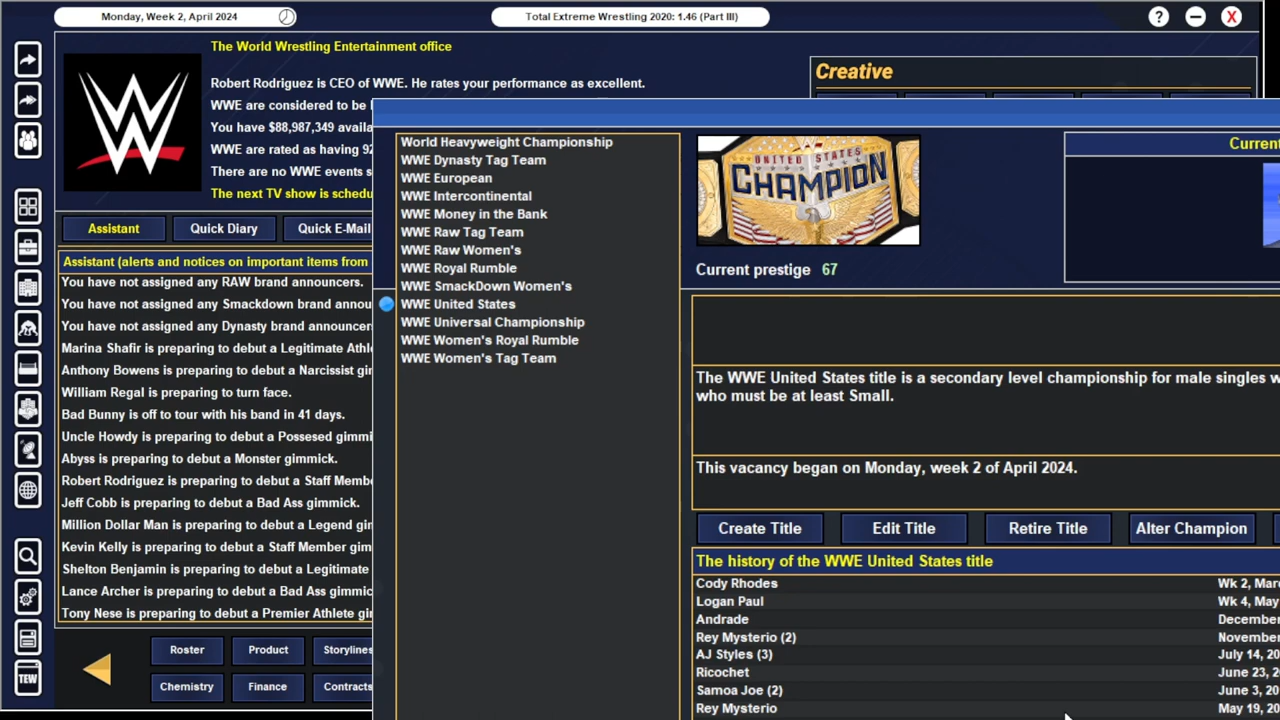 Monday, Week 2, April 2024
Total Extreme Wrestling 2020: 1.46 (Part III)
?
X
The World Wrestling Entertainment office
Robert Rodriguez is CEO of WWE. He rates your performance as excellent.
WWE are considered to be
You have $88,987,349 availa
WWE are rated as having 92
There are no WWE events s
The next TV show is schedu
Creative
Assistant
Quick Diary
Quick E-Mail
Assistant (alerts and notices on important items from
You have not assigned any RAW brand announcers.
You have not assigned any Smackdown brand annou
You have not assigned any Dynasty brand announcers
Marina Shafir is preparing to debut a Legitimate Athl
Anthony Bowens is preparing to debut a Narcissist gi
William Regal is preparing to turn face.
Bad Bunny is off to tour with his band in 41 days.
Uncle Howdy is preparing to debut a Possesed gimmi
Abyss is preparing to debut a Monster gimmick.
Robert Rodriguez is preparing to debut a Staff Membe
Jeff Cobb is preparing to debut a Bad Ass gimmick.
Million Dollar Man is preparing to debut a Legend gi
Kevin Kelly is preparing to debut a Staff Member gim
Shelton Benjamin is preparing to debut a Legitimate
Lance Archer is preparing to debut a Bad Ass gimmic
Tony Nese is preparing to debut a Premier Athlete gi
Roster
Product
Storylines
Chemistry
Finance
Contracts
TEW
World Heavyweight Championship
WWE Dynasty Tag Team
WWE European
WWE Intercontinental
WWE Money in the Bank
WWE Raw Tag Team
WWE Raw Women's
WWE Royal Rumble
WWE SmackDown Women's
WWE United States
WWE Universal Championship
WWE Women's Royal Rumble
WWE Women's Tag Team
UNITED STATES
CHAMPION
Current prestige 67
Curren
The WWE United States title is a secondary level championship for male singles w
who must be at least Small.
This vacancy began on Monday, week 2 of April 2024.
Create Title
Edit Title
Retire Title
Alter Champion
The history of the WWE United States title
Cody Rhodes Wk 2, Mar
Logan Paul Wk 4, May
Andrade December
Rey Mysterio (2) November
AJ Styles (3) July 14, 20
Ricochet June 23, 20
Samoa Joe (2) June 3, 20
Rey Mysterio May 19, 20